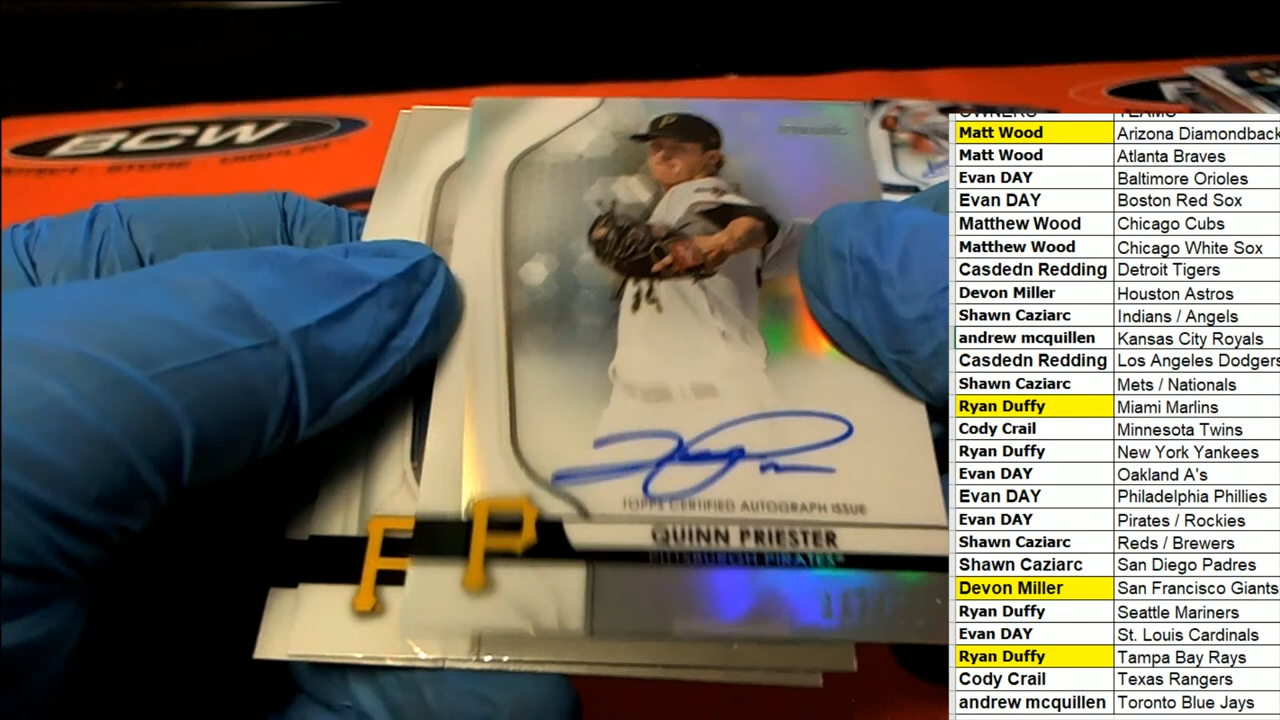 BCW
DISPLAY
P
14
TOPPS CERTIFIED AUTOGRAPH ISSUE
QUINN PRIESTER
PITTSBURGH PIRATES
P
OWNERS TEAMS
Matt Wood Arizona Diamondback
Matt Wood Atlanta Braves
Evan DAY Baltimore Orioles
Evan DAY Boston Red Sox
Matthew Wood Chicago Cubs
Matthew Wood Chicago White Sox
Casdedn Redding Detroit Tigers
Devon Miller Houston Astros
Shawn Caziarc Indians / Angels
andrew mcquillen Kansas City Royals
Casdedn Redding Los Angeles Dodgers
Shawn Caziarc Mets / Nationals
Ryan Duffy Miami Marlins
Cody Crail Minnesota Twins
Ryan Duffy New York Yankees
Evan DAY Oakland A's
Evan DAY Philadelphia Phillies
Evan DAY Pirates / Rockies
Shawn Caziarc Reds / Brewers
Shawn Caziarc San Diego Padres
Devon Miller San Francisco Giants
Ryan Duffy Seattle Mariners
Evan DAY St. Louis Cardinals
Ryan Duffy Tampa Bay Rays
Cody Crail Texas Rangers
andrew mcquillen Toronto Blue Jays